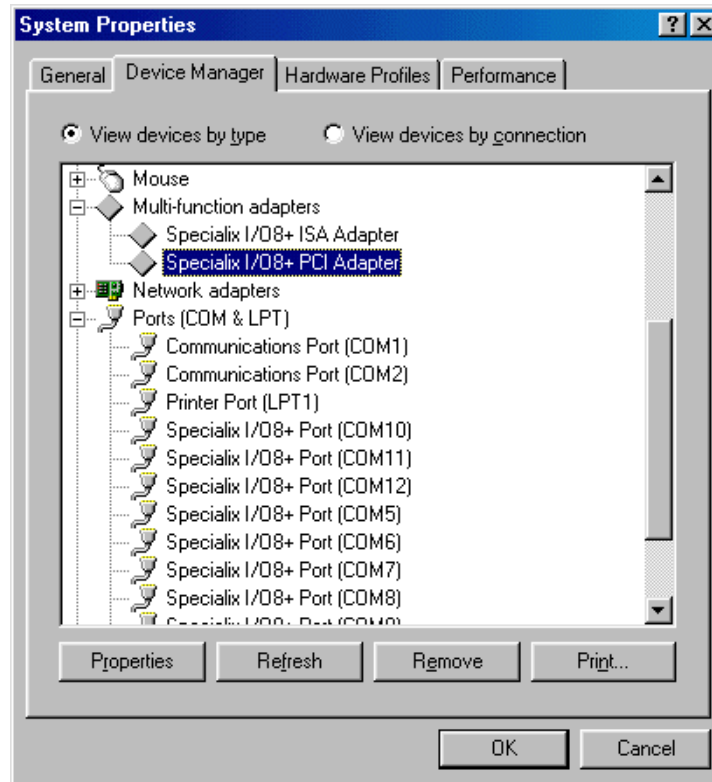 System Properties
General Device Manager Hardware Profiles Performance
View devices by type View devices by connection
Mouse
Multi-function adapters
Specialix I/O8+ ISA Adapter
Specialix I/O8+ PCI Adapter
Network adapters
Ports (COM & LPT)
Communications Port (COM1)
Communications Port (COM2)
Printer Port (LPT1)
Specialix I/O8+ Port (COM10)
Specialix I/O8+ Port (COM11)
Specialix I/O8+ Port (COM12)
Specialix I/O8+ Port (COM5)
Specialix I/O8+ Port (COM6)
Specialix I/O8+ Port (COM7)
Specialix I/O8+ Port (COM8)
Properties Refresh Remove Print...
OK Cancel